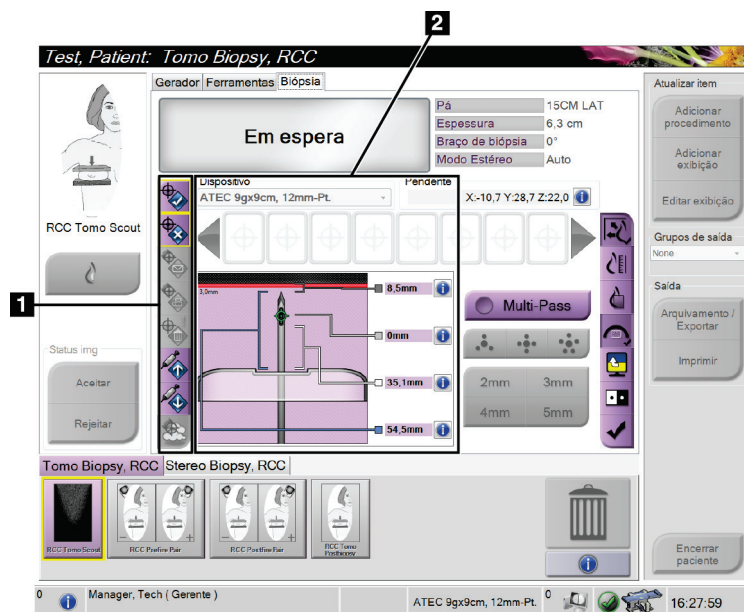 2
Test, Patient: Tomo Biopsy, RCC
Gerador Ferramentas Biópsia
Atualizar item
Em espera
Pá 15CM LAT
Espessura 6,3 cm
Braço de biópsia 0°
Modo Estéreo Auto
Adicionar
procedimento
Adicionar
exibição
Editar exibição
Dispositivo Pendente
ATEC 9gx9cm, 12mm-Pt. X:-10,7 Y:28,7 Z:22,0
RCC Tomo Scout
Grupos de saída
None
Saída
Arquivamento /
Exportar
Imprimir
1
3,0mm
8,5mm
0mm
35,1mm
54,5mm
Multi-Pass
2mm 3mm
4mm 5mm
Status img
Aceitar
Rejeitar
Tomo Biopsy, RCC Stereo Biopsy, RCC
RCC Tomo Scout
RCC Prefire Pair
RCC Postfire Pair
RCC Tomo
Postbiopsy
Encerrar
paciente
0 Manager, Tech ( Gerente ) ATEC 9gx9cm, 12mm-Pt. 0 16:27:59